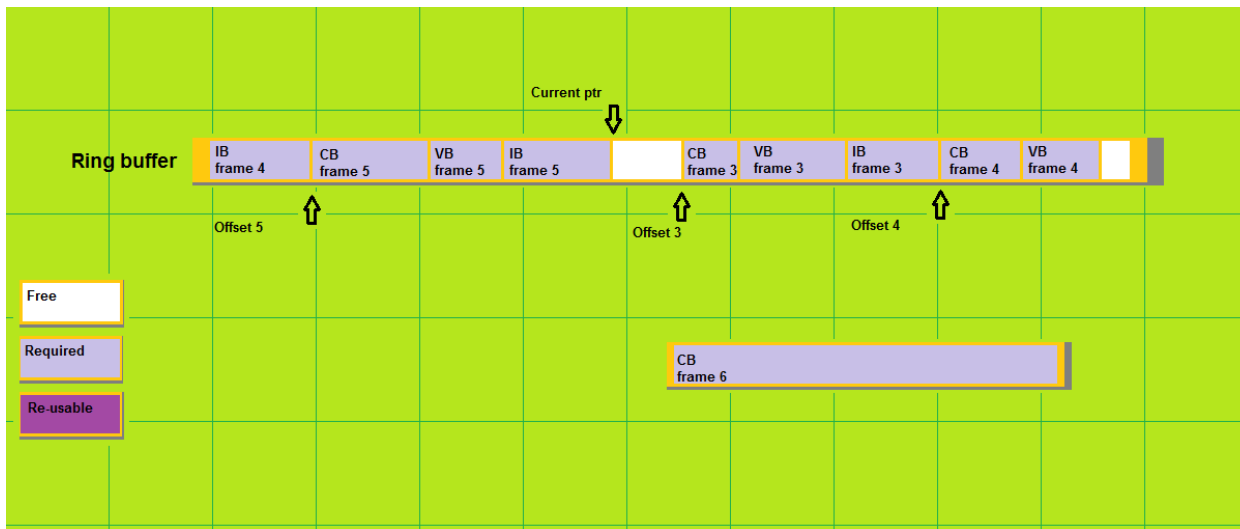 Current ptr
Ring buffer
IB
frame 4
CB
frame 5
VB
frame 5
IB
frame 5
CB
frame 3
VB
frame 3
IB
frame 3
CB
frame 4
VB
frame 4
Offset 5
Offset 3
Offset 4
Free
Required
CB
frame 6
Re-usable